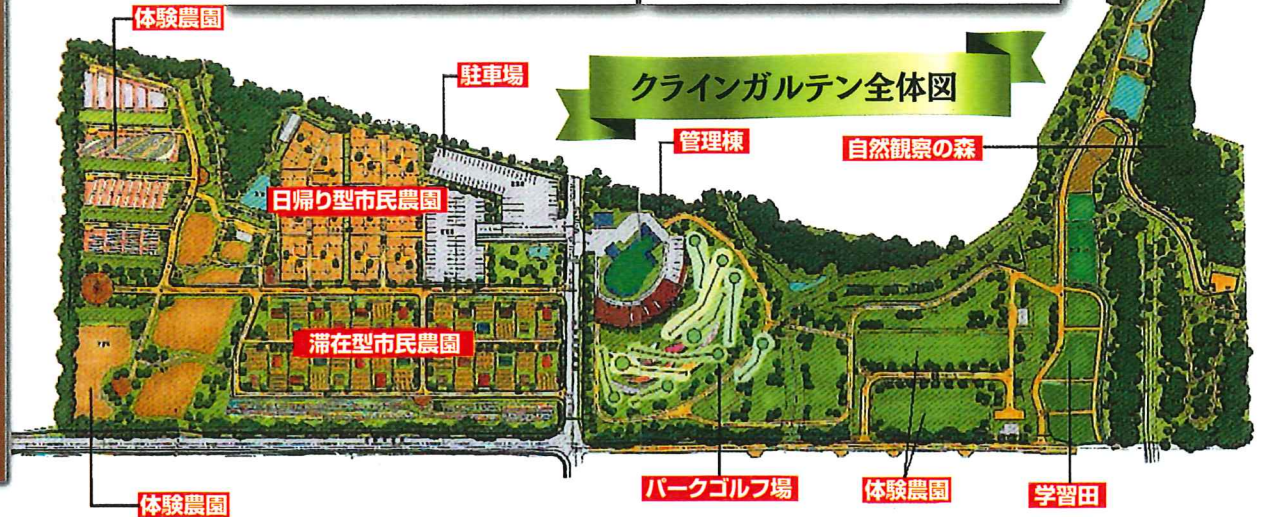 体験農園
駐車場
クラインガルテン全体図
管理棟
自然観察の森
日帰り型市民農園
滞在型市民農園
パークゴルフ場
体験農園
学習田
体験農園